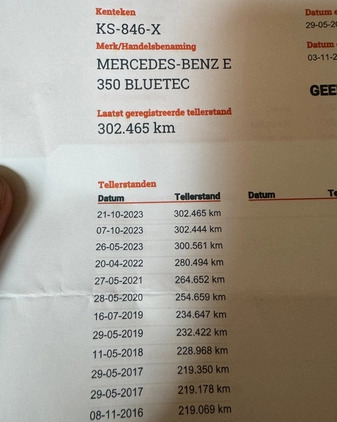 Kenteken
KS-846-X
Merk/Handelsbenaming
MERCEDES-BENZ E
350 BLUETEC
Laatst geregistreerde tellerstand
302.465 km
Datum
29-05-20
Datum
03-11-2
Tellerstanden
Datum Tellerstand Datum
21-10-2023 302.465 km
07-10-2023 302.444 km
26-05-2023 300.561 km
20-04-2022 280.494 km
27-05-2021 264.652 km
28-05-2020 254.659 km
16-07-2019 234.647 km
29-05-2019 232.422 km
11-05-2018 228.968 km
29-05-2017 219.350 km
29-05-2017 219.178 km
08-11-2016 219.069 km